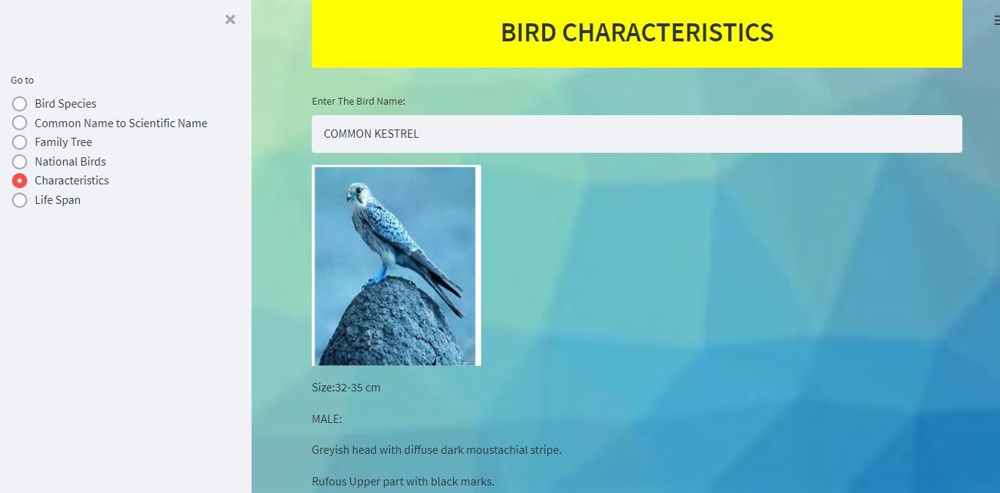 Go to
Bird Species
Common Name to Scientific Name
Family Tree
National Birds
Characteristics
Life Span
BIRD CHARACTERISTICS
Enter The Bird Name:
COMMON KESTREL
Size:32-35 cm
MALE:
Greyish head with diffuse dark moustachial stripe.
Rufous Upper part with black marks.